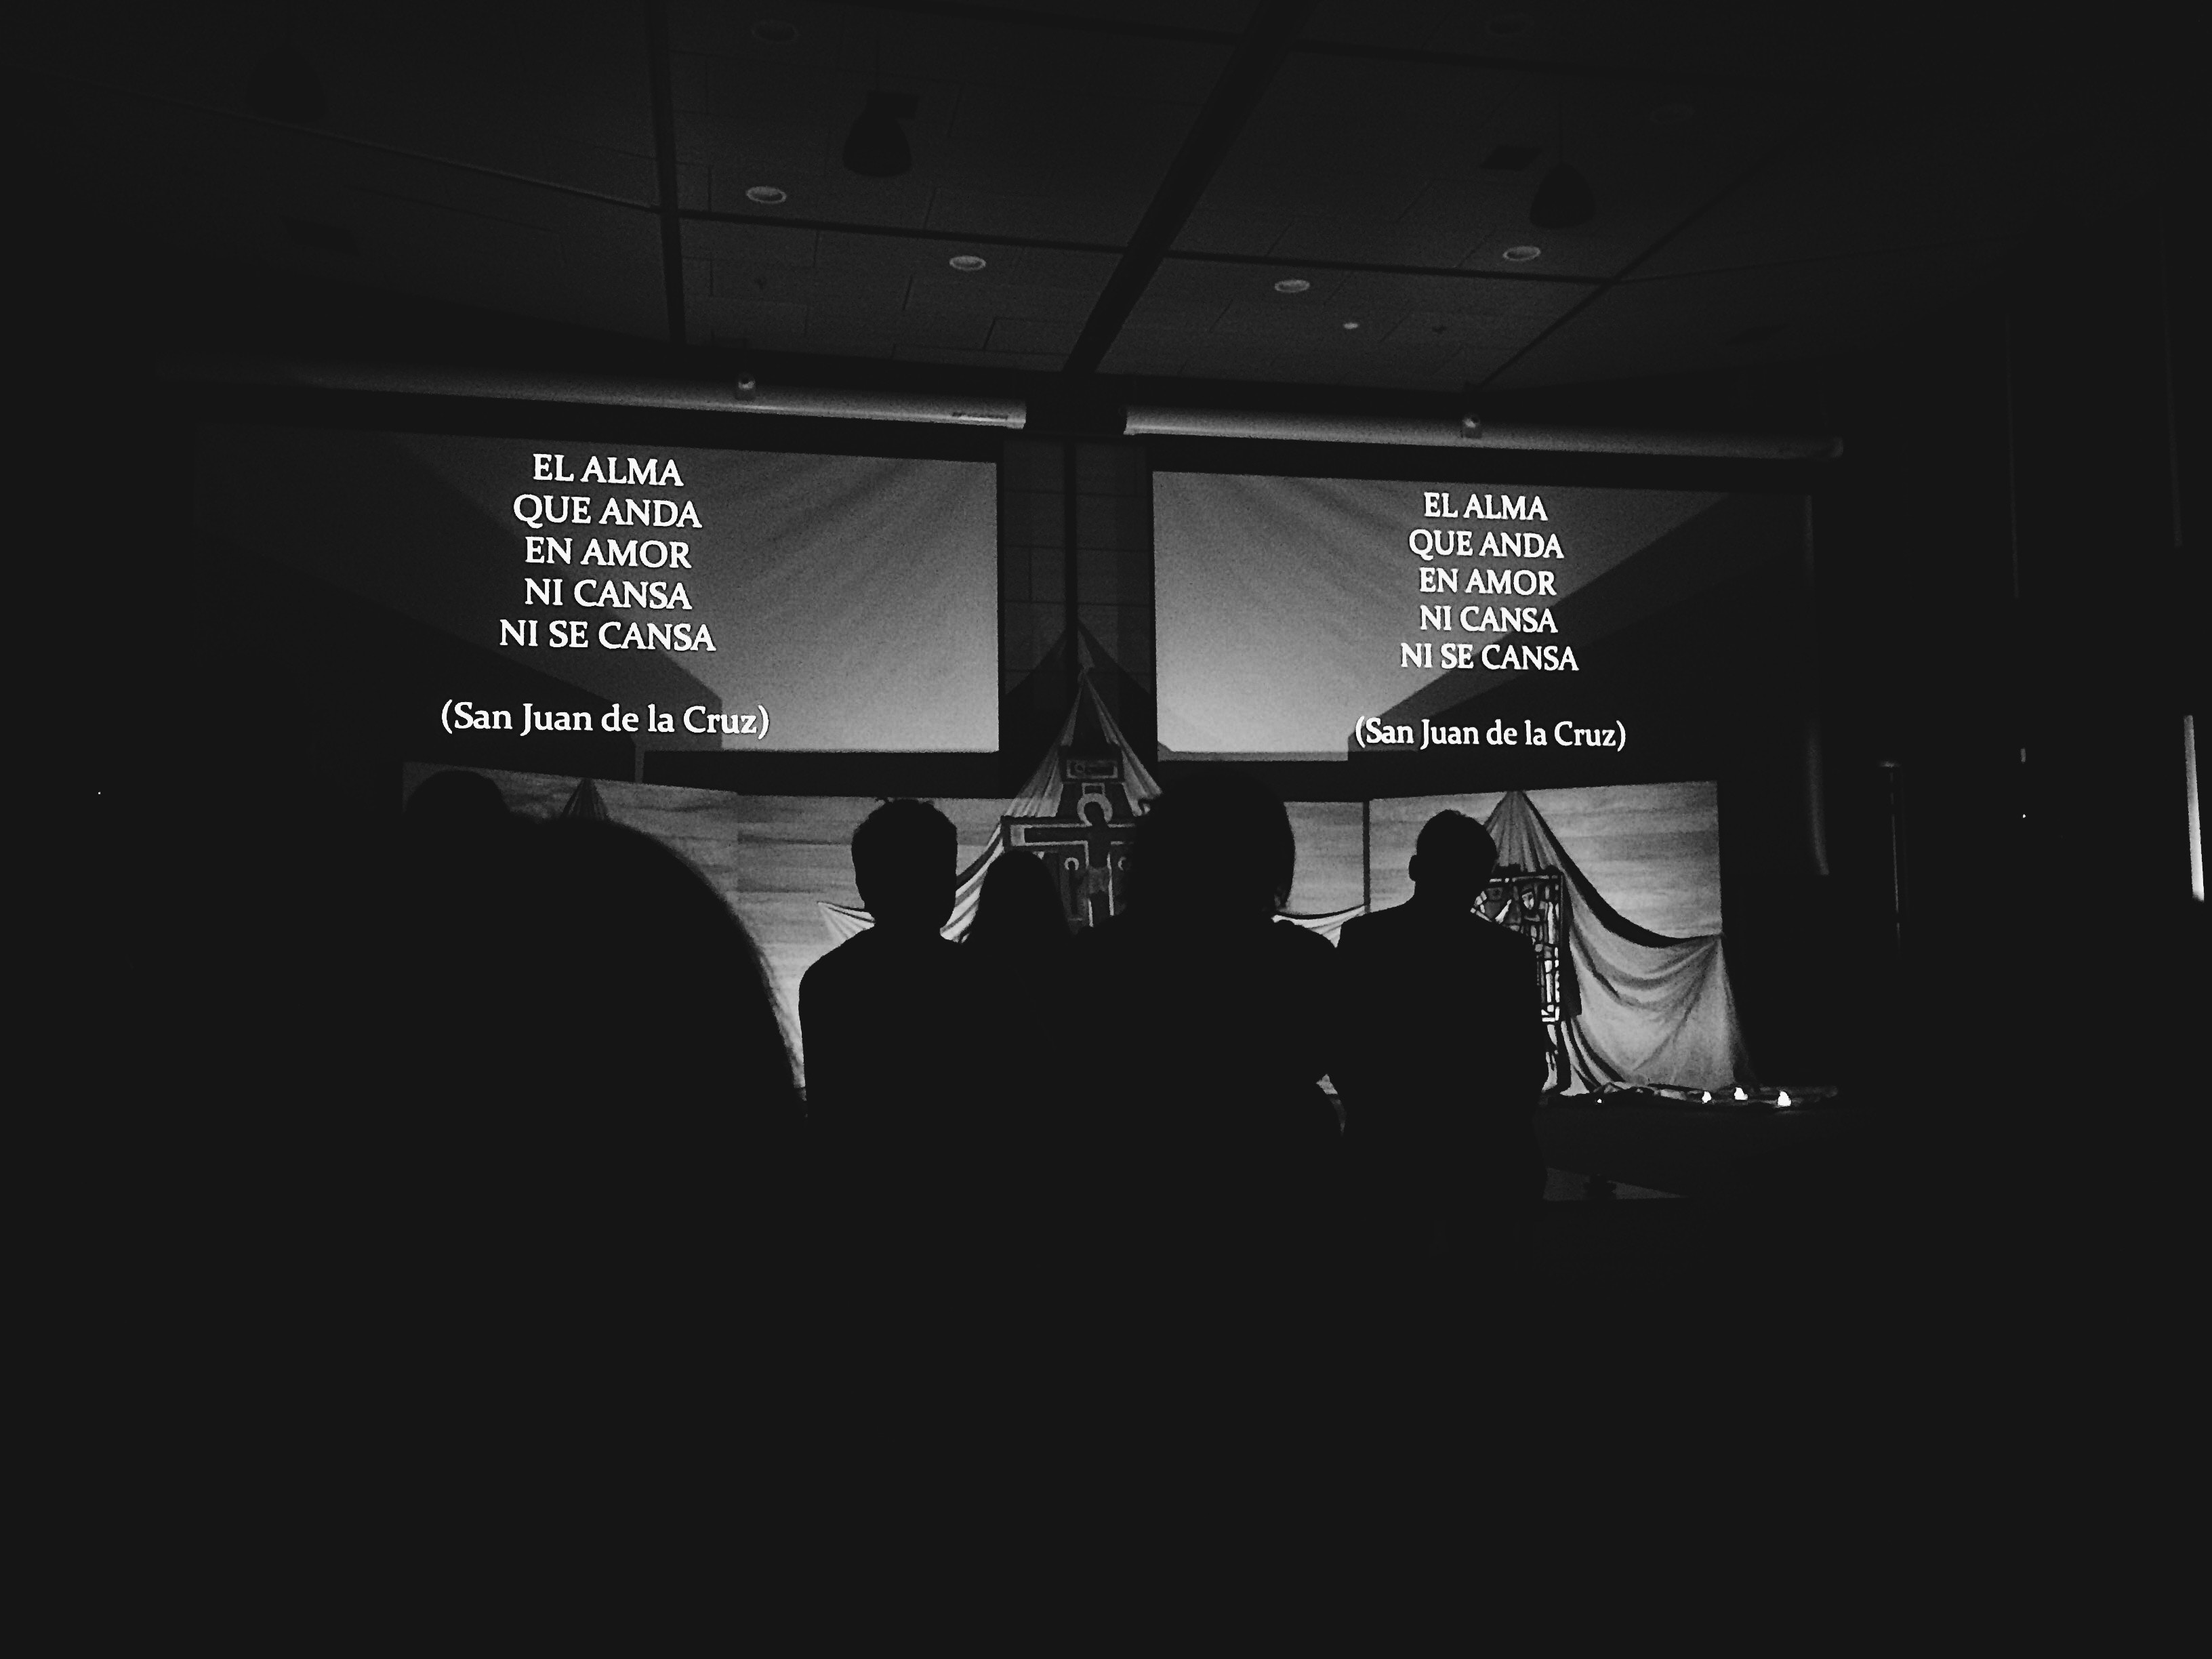 EL ALMA
QUE ANDA
EN AMOR
NI CANSA
NI SE CANSA
(San Juan de la Cruz)
EL ALMA
QUE ANDA
EN AMOR
NI CANSA
NI SE CANSA
(San Juan de la Cruz)